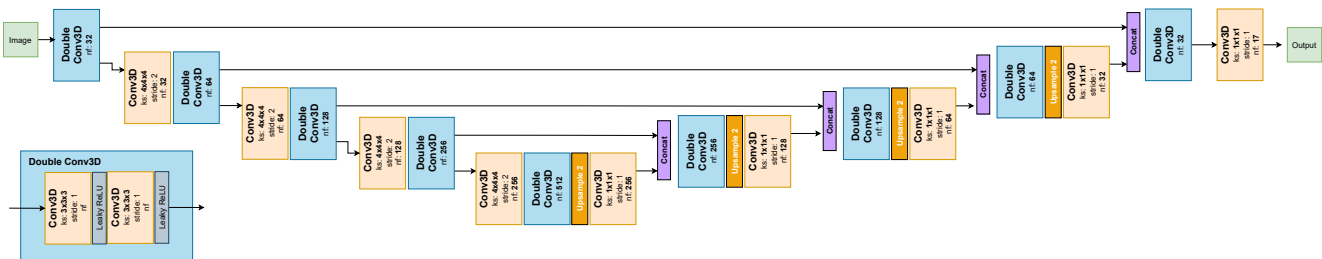 Image
Double
Conv3D
nf: 32
Conv3D
ks: 4x4x4
stride: 2
nf: 32
Double
Conv3D
nf: 64
Conv3D
ks: 4x4x4
stride: 2
nf: 64
Double
Conv3D
nf: 128
Conv3D
ks: 4x4x4
stride: 2
nf: 128
Double
Conv3D
nf: 256
Conv3D
ks: 4x4x4
stride: 2
nf: 256
Double
Conv3D
nf: 512
Upsample 2
Conv3D
ks: 1x1x1
stride: 1
nf: 256
Concat
Double
Conv3D
nf: 256
Upsample 2
Conv3D
ks: 1x1x1
stride: 1
nf: 128
Concat
Double
Conv3D
nf: 128
Upsample 2
Conv3D
ks: 1x1x1
stride: 1
nf: 64
Concat
Double
Conv3D
nf: 64
Upsample 2
Conv3D
ks: 1x1x1
stride: 1
nf: 32
Concat
Double
Conv3D
nf: 32
Conv3D
ks: 1x1x1
stride: 1
nf: 17
Output
Double Conv3D
Conv3D
ks: 3x3x3
stride: 1
nf
Leaky ReLU
Conv3D
ks: 3x3x3
stride: 1
nf
Leaky ReLU